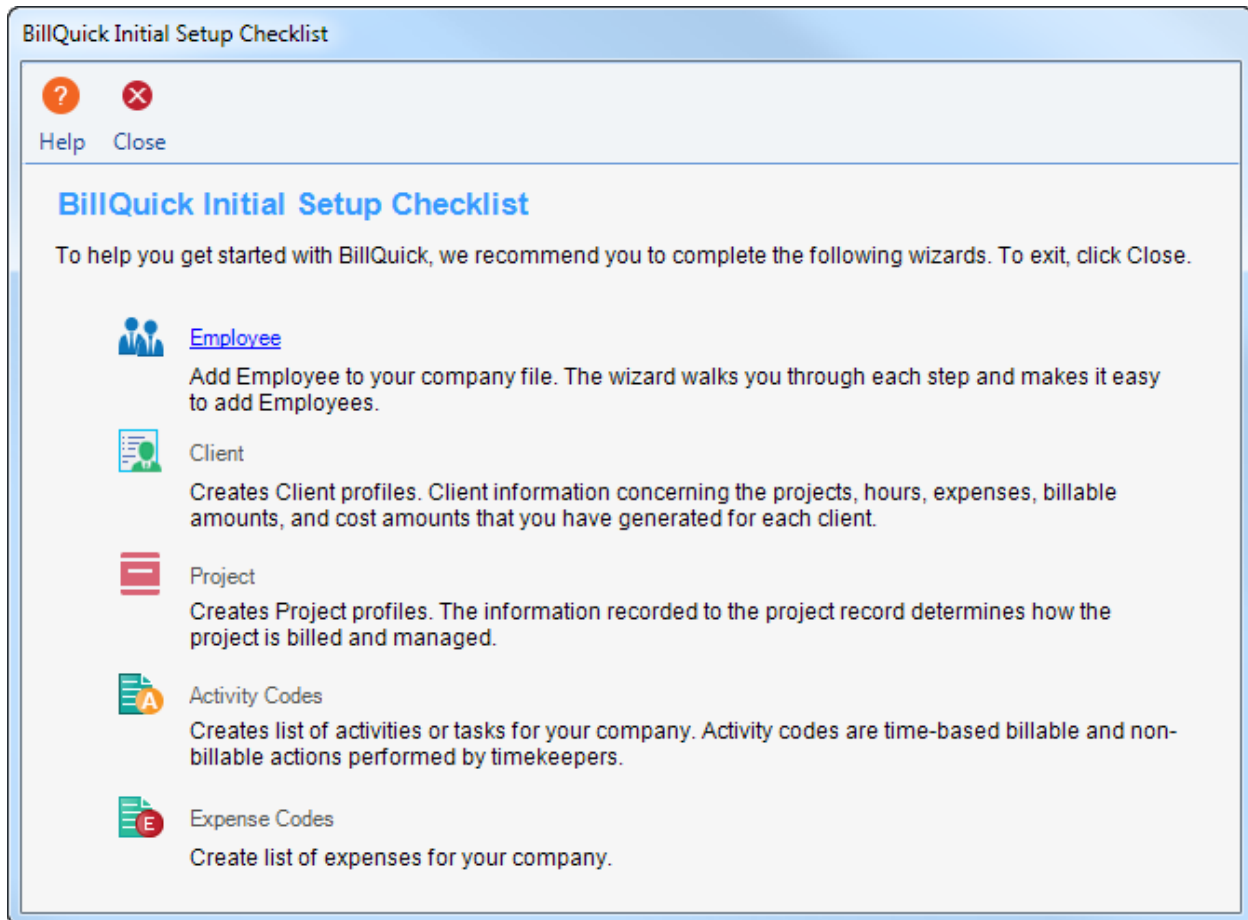 BillQuick Initial Setup Checklist
?
Help Close
BillQuick Initial Setup Checklist
To help you get started with BillQuick, we recommend you to complete the following wizards. To exit, click Close.
Employee
Add Employee to your company file. The wizard walks you through each step and makes it easy
to add Employees.
Client
Creates Client profiles. Client information concerning the projects, hours, expenses, billable
amounts, and cost amounts that you have generated for each client.
Project
Creates Project profiles. The information recorded to the project record determines how the
project is billed and managed.
A
Activity Codes
Creates list of activities or tasks for your company. Activity codes are time-based billable and non-
billable actions performed by timekeepers.
E
Expense Codes
Create list of expenses for your company.